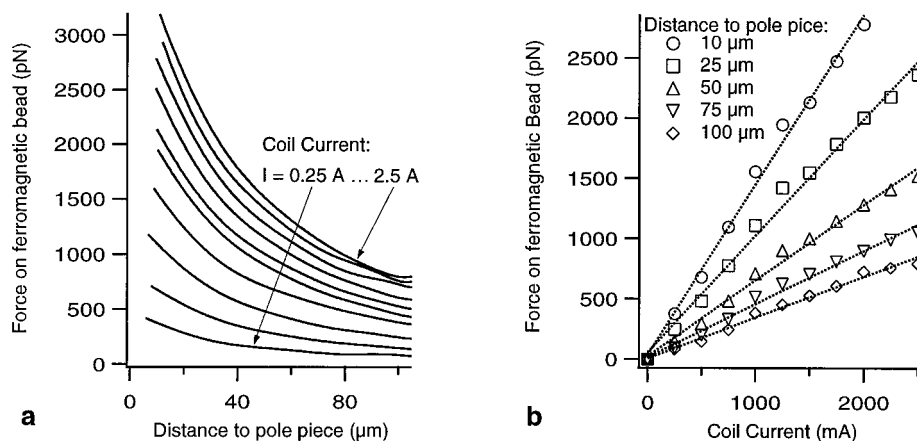 3000
2500
2000
1500
1000
500
0
Force on ferromagnetic bead (pN)
Coil Current:
I = 0.25 A ... 2.5 A
0
40
80
Distance to pole piece (µm)
a
3000
2500
2000
1500
1000
500
0
Force on ferromagnetic Bead (pN)
Distance to pole pice:
10 µm
25 µm
50 µm
75 µm
100 µm
0
1000
2000
Coil Current (mA)
b